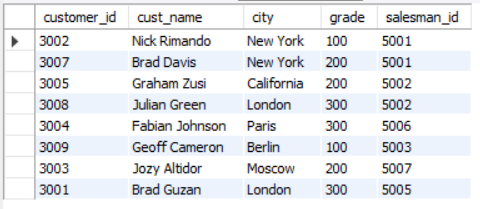 customer_id cust_name city grade salesman_id
3002 Nick Rimando New York 100 5001
3007 Brad Davis New York 200 5001
3005 Graham Zusi California 200 5002
3008 Julian Green London 300 5002
3004 Fabian Johnson Paris 300 5006
3009 Geoff Cameron Berlin 100 5003
3003 Jozy Altidor Moscow 200 5007
3001 Brad Guzan London 300 5005